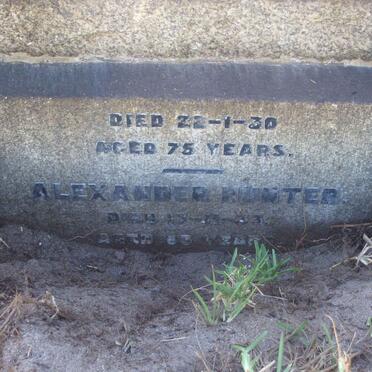 DIED 22-1-30
AGED 75 YEARS.
ALEXANDER HUNTER.
DIED
AGED YEARS